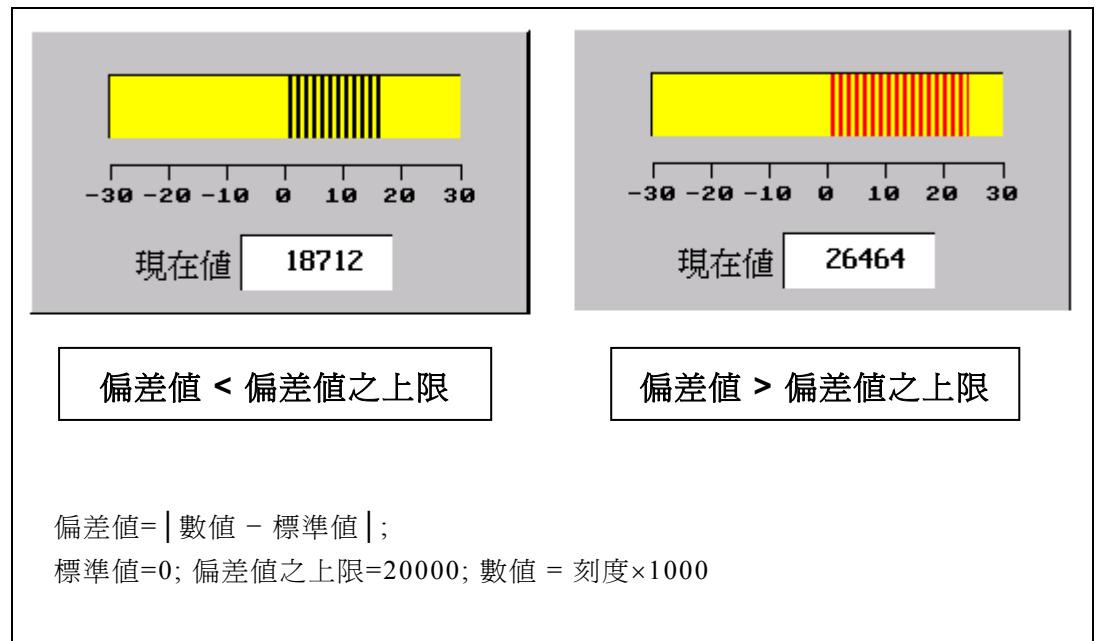 -30 -20 -10 0 10 20 30
現在値 18712
-30 -20 -10 0 10 20 30
現在値 26464
偏差值 < 偏差值之上限
偏差值 > 偏差值之上限
偏差值=│數值 − 標準值│;
標準值=0; 偏差值之上限=20000; 數值 = 刻度×1000